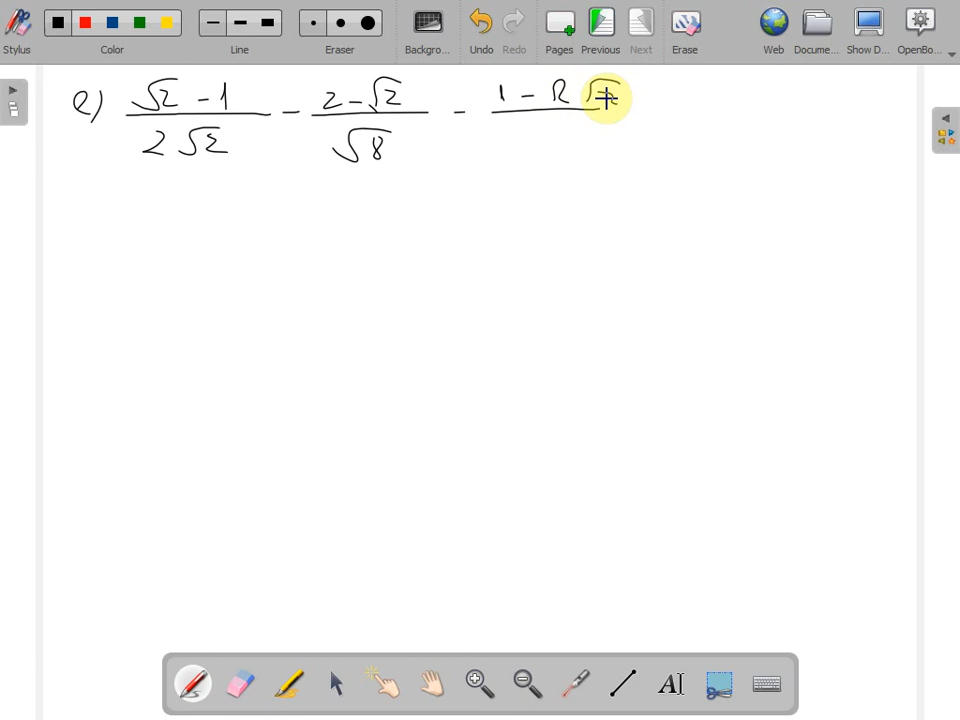 Stylus Color Line Eraser Backgro... Undo Redo Pages Previous Next Erase Web Docume... Show D... OpenBo...
e) (√2 - 1)/(2√2) - (2 - √2)/√8 - (1 - 2√